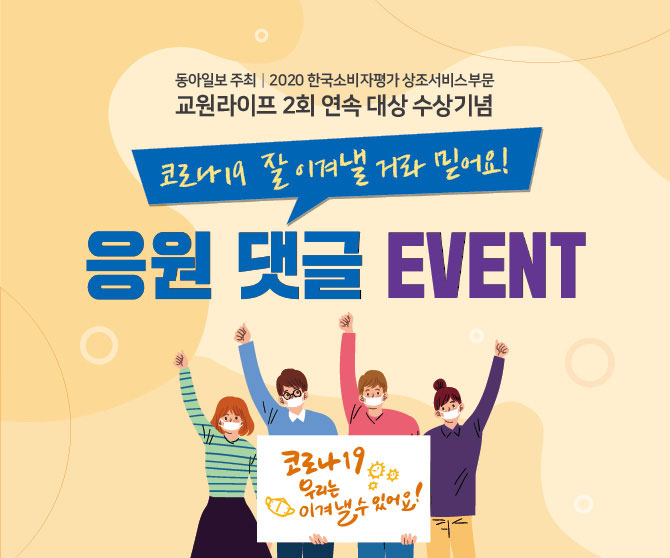 동아일보 주최 | 2020 한국소비자평가 상조서비스부문
교원라이프 2회 연속 대상 수상기념
코로나19 잘 이겨낼 거라 믿어요!
응원 댓글 EVENT
코로나19
우리는
이겨낼 수 있어요!